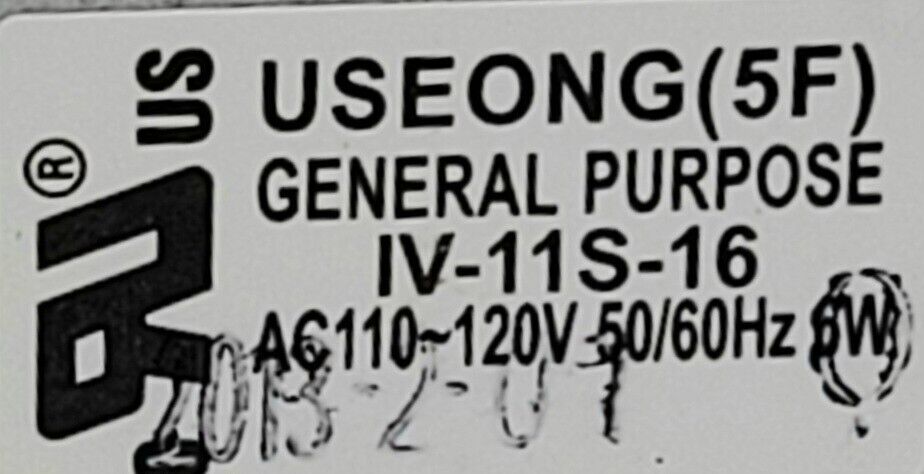 US
®
USEONG(5F)
GENERAL PURPOSE
IV-11S-16
AC110~120V 50/60Hz 6W